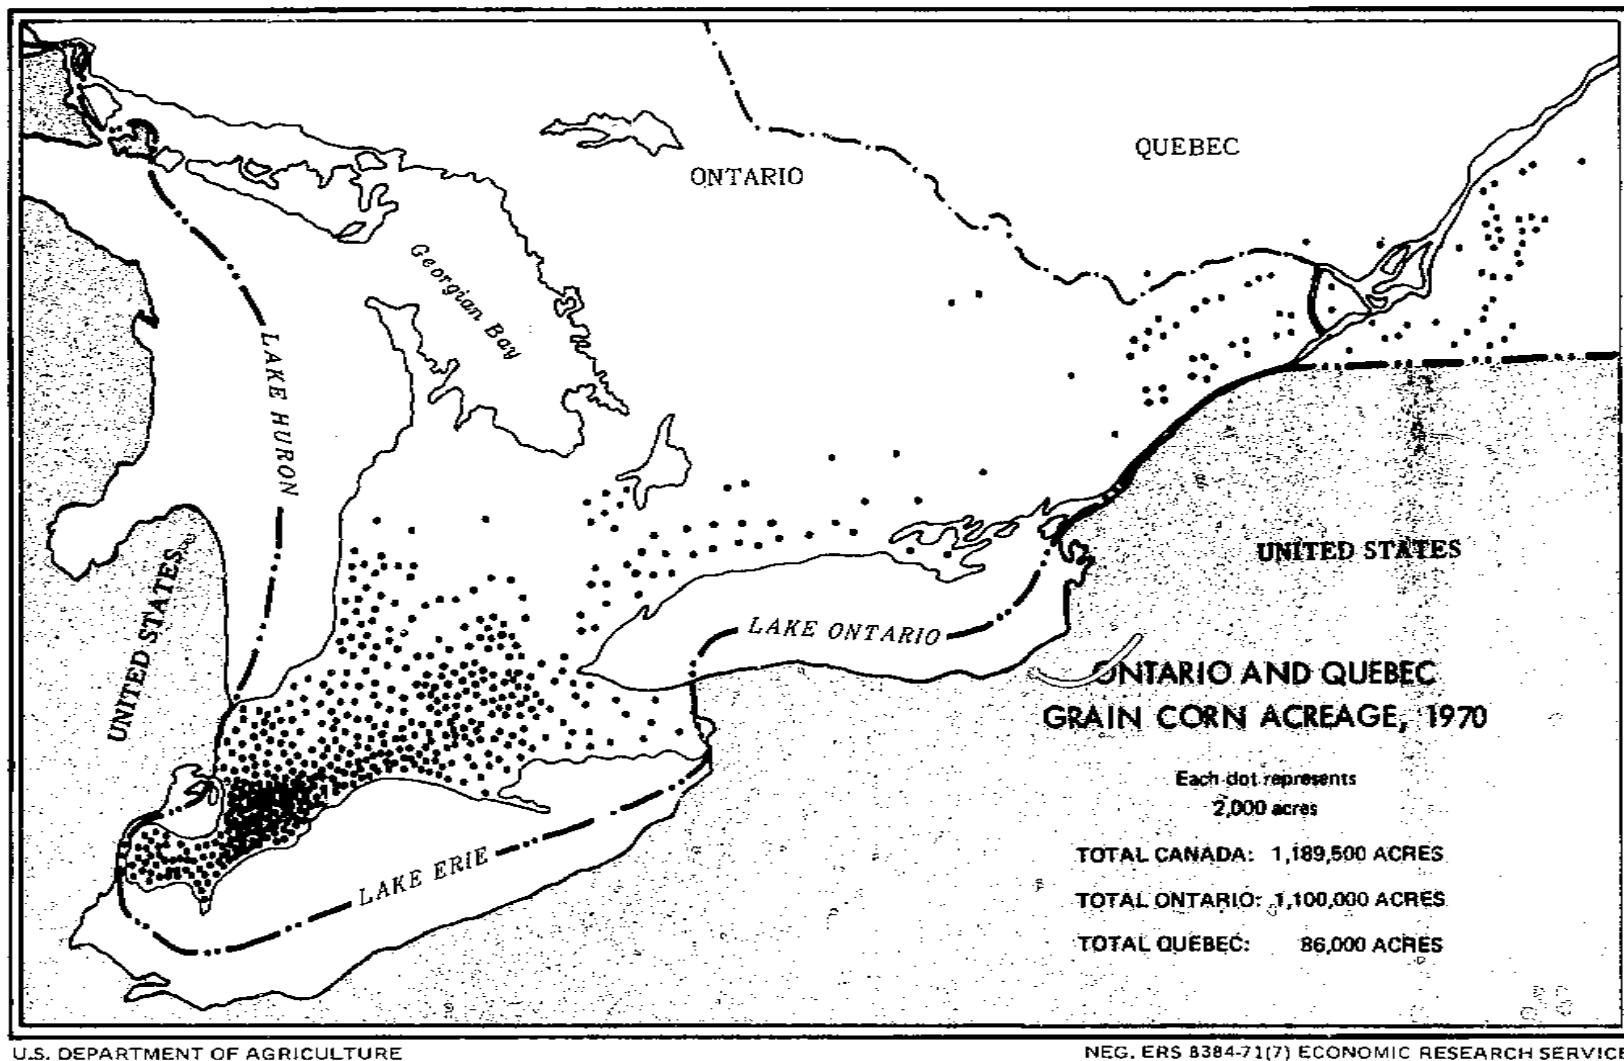 QUEBEC
ONTARIO
Georgian Bay
LAKE HURON
UNITED STATES
UNITED STATES
LAKE ONTARIO
LAKE ERIE
ONTARIO AND QUEBEC
GRAIN CORN ACREAGE, 1970
Each dot represents
2,000 acres
TOTAL CANADA: 1,189,500 ACRES
TOTAL ONTARIO: 1,100,000 ACRES
TOTAL QUEBEC: 86,000 ACRES
U.S. DEPARTMENT OF AGRICULTURE
NEG. ERS 8384-71(7) ECONOMIC RESEARCH SERVICE